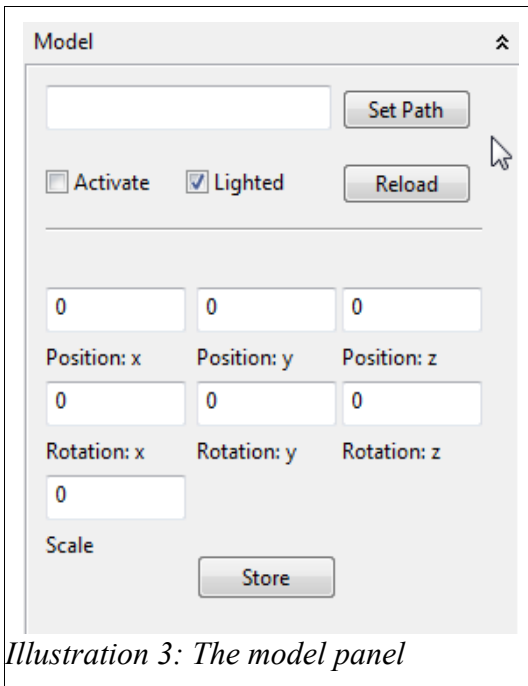 Model
Set Path
Activate Lighted Reload
0 0 0
Position: x Position: y Position: z
0 0 0
Rotation: x Rotation: y Rotation: z
0
Scale
Store
Illustration 3: The model panel